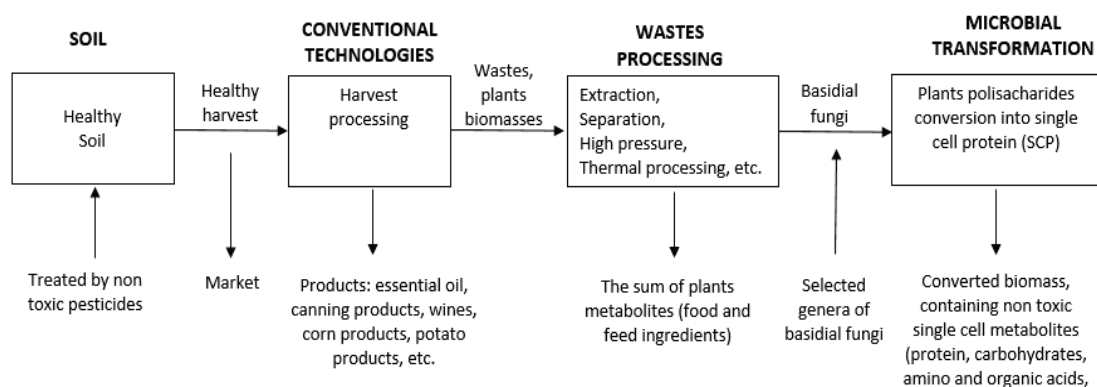 SOIL
CONVENTIONAL
TECHNOLOGIES
WASTES
PROCESSING
MICROBIAL
TRANSFORMATION
Healthy
Soil
Healthy
harvest
Harvest
processing
Wastes,
plants
biomasses
Extraction,
Separation,
High pressure,
Thermal processing, etc.
Basidial
fungi
Plants polisacharides
conversion into single
cell protein (SCP)
Treated by non
toxic pesticides
Market
Products: essential oil,
canning products, wines,
corn products, potato
products, etc.
The sum of plants
metabolites (food and
feed ingredients)
Selected
genera of
basidial fungi
Converted biomass,
containing non toxic
single cell metabolites
(protein, carbohydrates,
amino and organic acids,